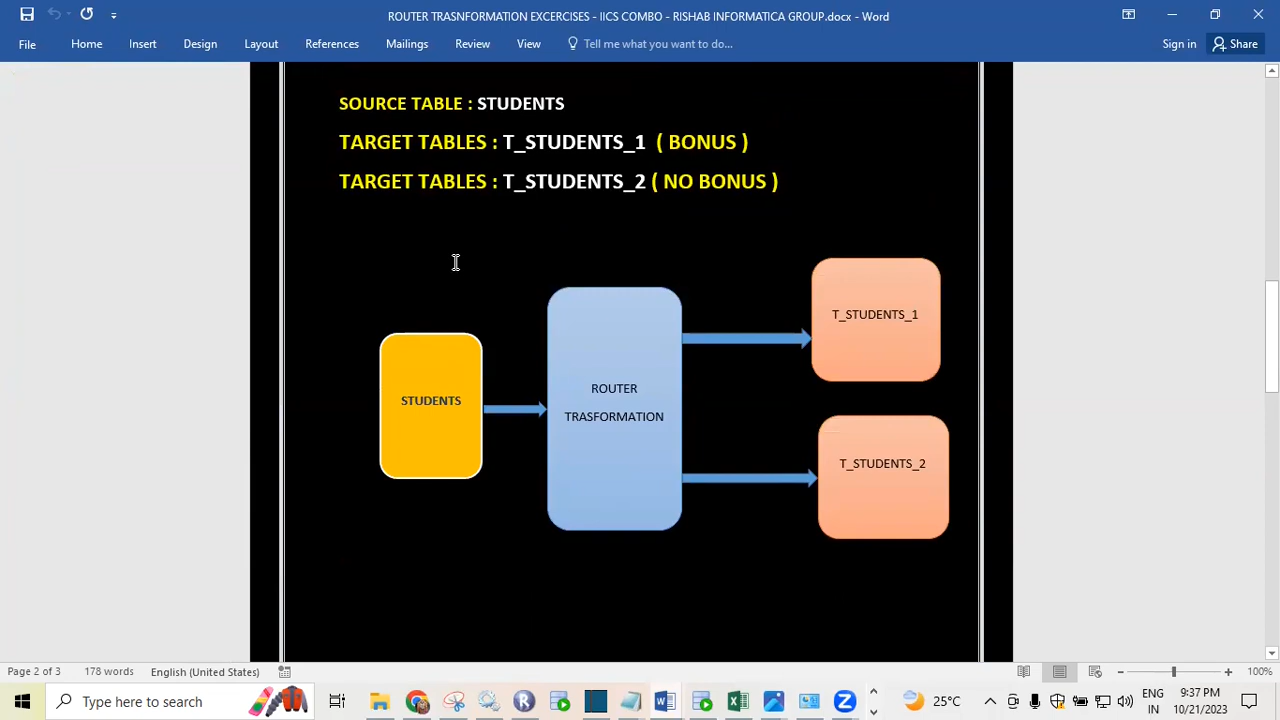 ROUTER TRASNFORMATION EXCERCISES - IICS COMBO - RISHAB INFORMATICA GROUP.docx - Word
File Home Insert Design Layout References Mailings Review View Tell me what you want to do... Sign in Share
SOURCE TABLE : STUDENTS
TARGET TABLES : T_STUDENTS_1 ( BONUS )
TARGET TABLES : T_STUDENTS_2 ( NO BONUS )
STUDENTS
ROUTER
TRASFORMATION
T_STUDENTS_1
T_STUDENTS_2
Page 2 of 3 178 words English (United States) 100%
Type here to search
25°C
ENG
IN
9:37 PM
10/21/2023